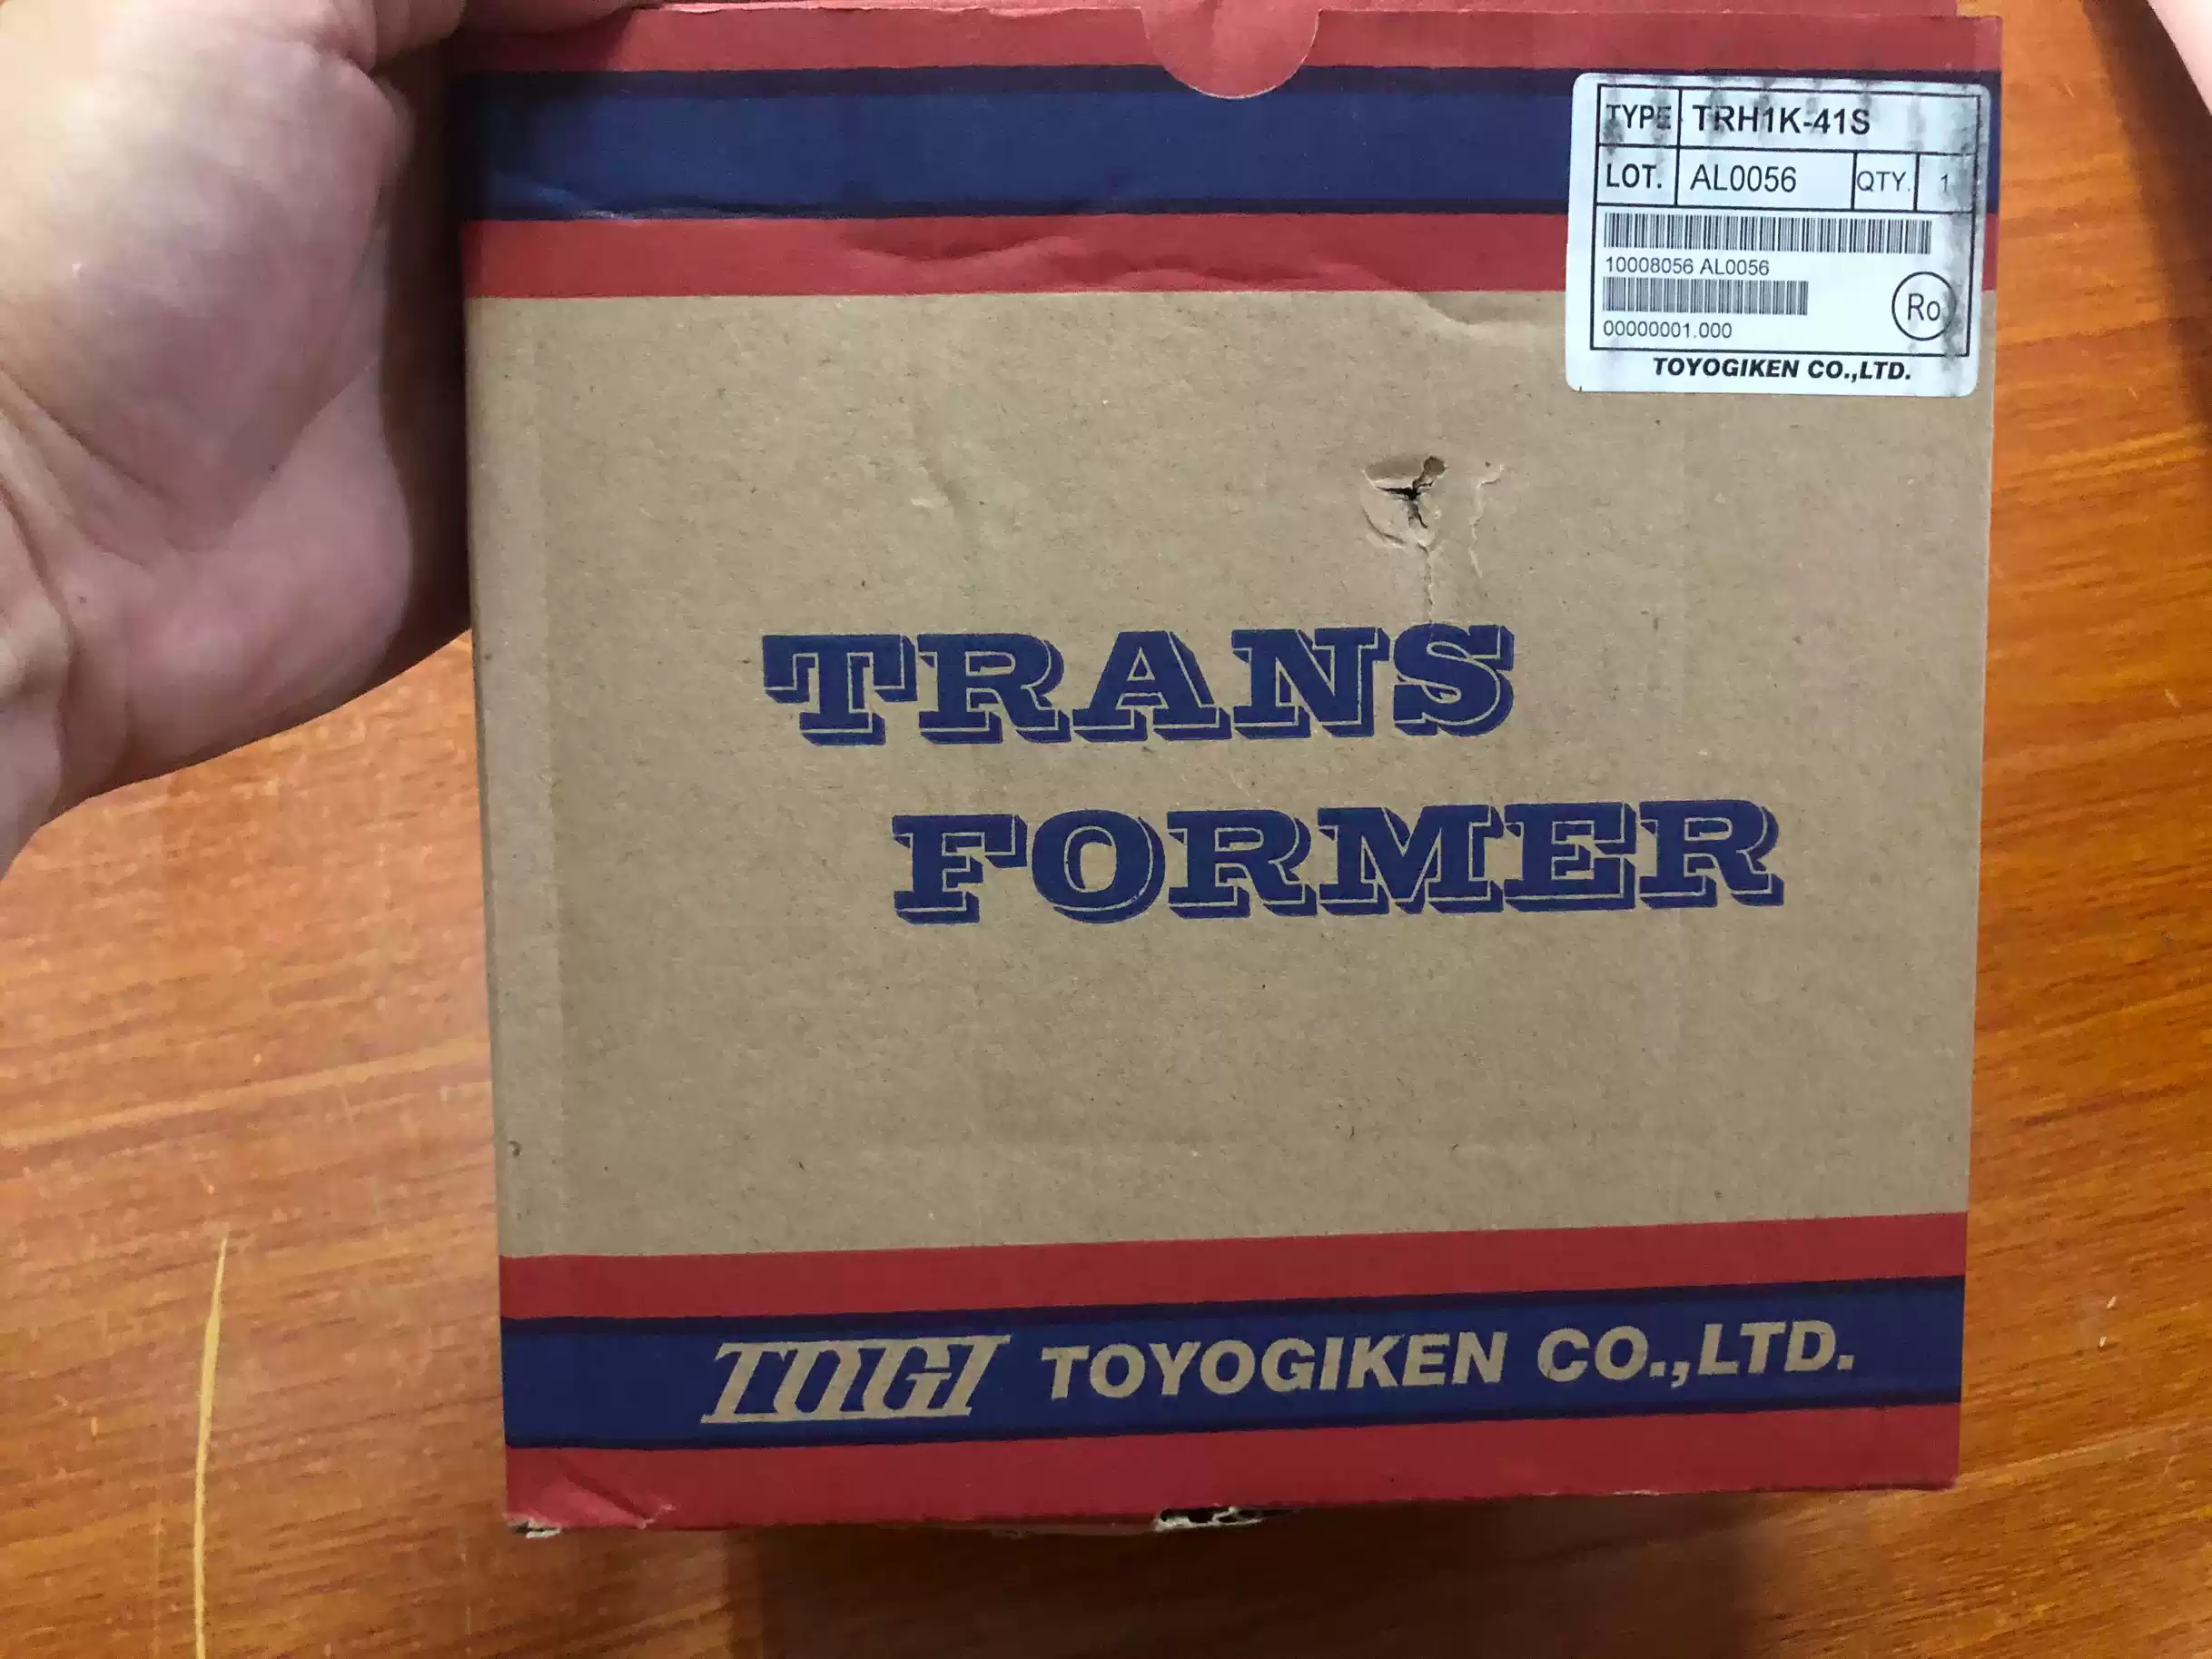 TYPE TRH1K-41S
LOT. AL0056 QTY. 1
10008056 AL0056
00000001.000
Ro
TOYOGIKEN CO.,LTD.
TRANS
FORMER
TOGI TOYOGIKEN CO.,LTD.